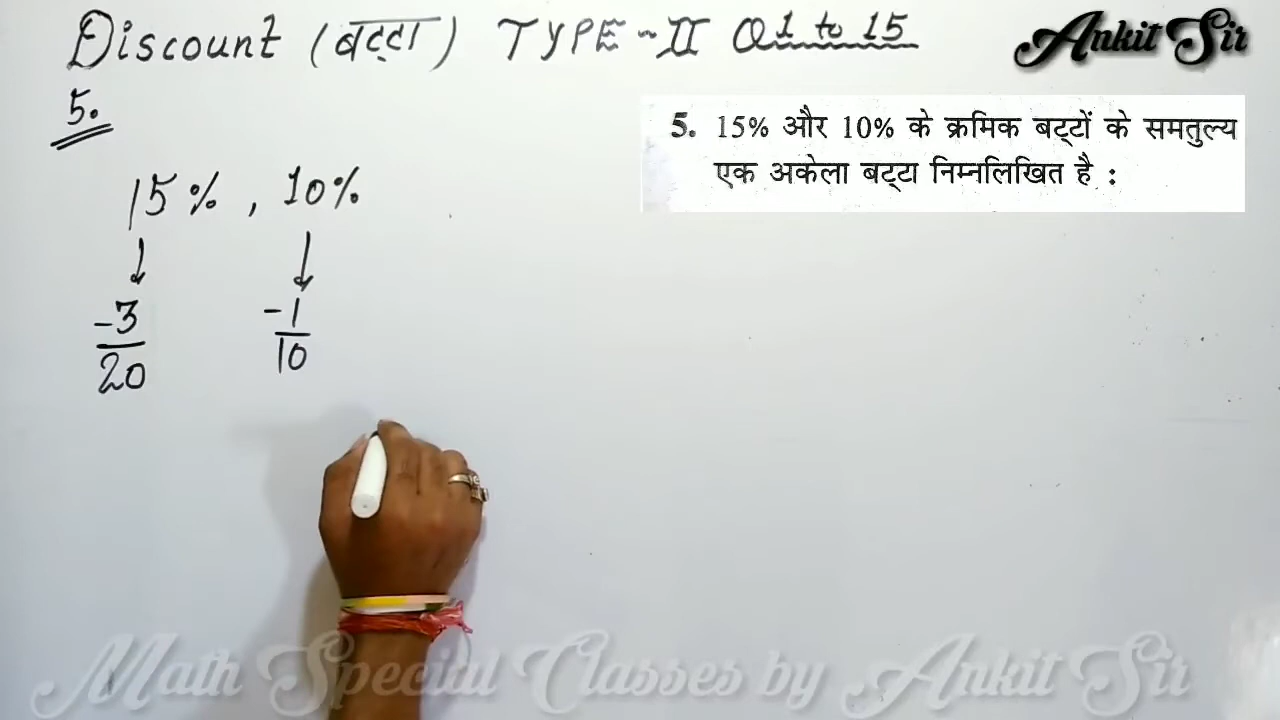 Discount (बट्टा) TYPE-II Q1 to 15
Ankit Sir
5.
5. 15% और 10% के क्रमिक बट्टों के समतुल्य
एक अकेला बट्टा निम्नलिखित है :
15%, 10%
-3/20 -1/10
Math Special Classes by Ankit Sir